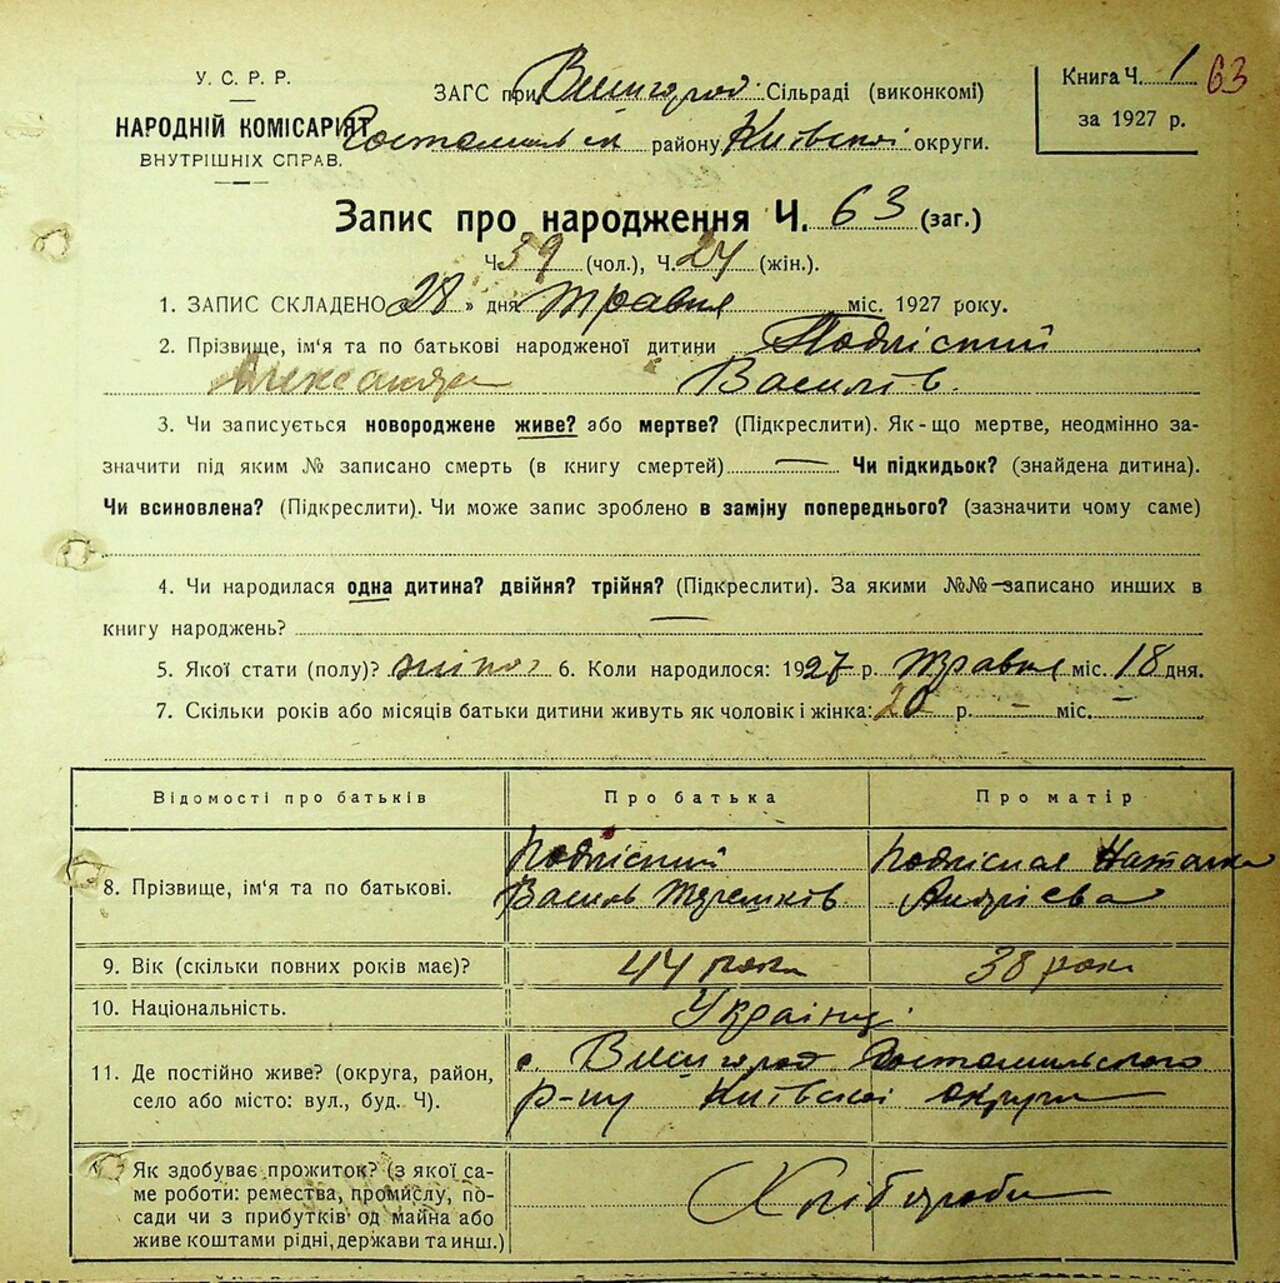 У. С. Р. Р.
НАРОДНІЙ КОМІСАРІЯТ
ВНУТРІШНІХ СПРАВ.
ЗАГС при Вишгород. Сільраді (виконкомі)
Гостомельск району Київскої округи.
Книга Ч. 1 63
за 1927 р.
Запис про народження Ч. 63 (заг.)
Ч. 39 (чол.), Ч. 24 (жін.).
1. ЗАПИС СКЛАДЕНО „28" дня травня міс. 1927 року.
2. Прізвище, ім'я та по батькові народженої дитини Подлісний
Василів.
3. Чи записується новороджене живе? або мертве? (Підкреслити). Як-що мертве, неодмінно за-
значити під яким № записано смерть (в книгу смертей) — Чи підкидьок? (знайдена дитина).
Чи всиновлена? (Підкреслити). Чи може запис зроблено в заміну попереднього? (зазначити чому саме)
4. Чи народилася одна дитина? двійня? трійня? (Підкреслити). За якими №№ — записано инших в
книгу народжень? —
5. Якої стати (полу)? 6. Коли народилося: 1927 р. травня міс. 18 дня.
7. Скільки років або місяців батьки дитини живуть як чоловік і жінка: 20 р. – міс. –
Відомості про батьків Про батька Про матір
8. Прізвище, ім'я та по батькові.
Подлісний Подлісная Наталка
Василь Терешків Андрієва
9. Вік (скільки повних років має)? 44 роки 38 рок
10. Національність. Українці
11. Де постійно живе? (округа, район,
село або місто: вул., буд. Ч).
с. Вишгород Гостомильского
р-ну Київскої округи
Як здобуває прожиток? (з якої са-
ме роботи: ремества, промислу, по-
сади чи з прибутків од майна або
живе коштами рідні, держави та инш.)
Хліборoби